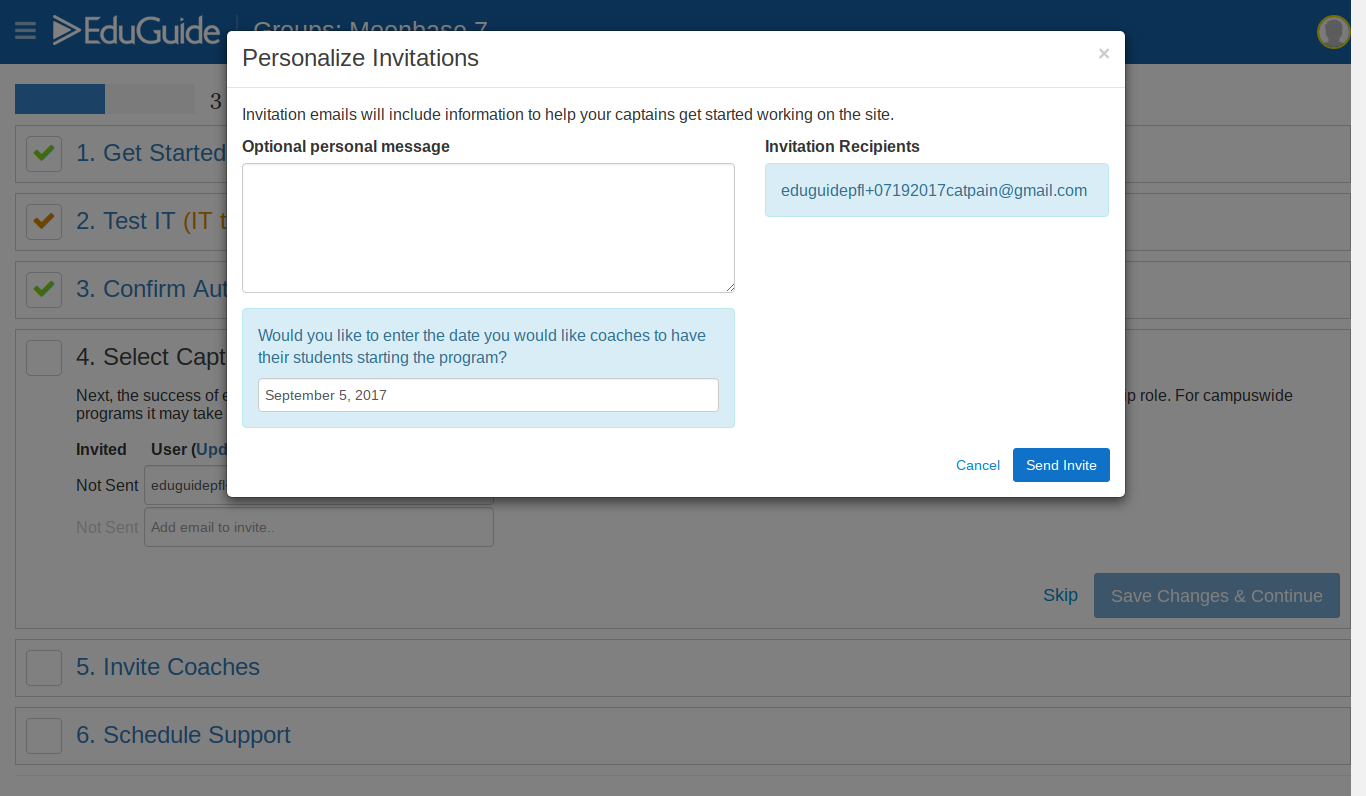 EduGuide
Groups: Moonbase 7
Personalize Invitations
×
Invitation emails will include information to help your captains get started working on the site.
Optional personal message
Invitation Recipients
eduguidepfl+07192017catpain@gmail.com
Would you like to enter the date you would like coaches to have
their students starting the program?
September 5, 2017
Cancel
Send Invite
3
1. Get Started
2. Test IT (IT t
3. Confirm Aut
4. Select Capt
Next, the success of e
p role. For campuswide
programs it may take
Invited
User (Upd
Not Sent
eduguidepfl
Not Sent
Add email to invite..
Skip
Save Changes & Continue
5. Invite Coaches
6. Schedule Support